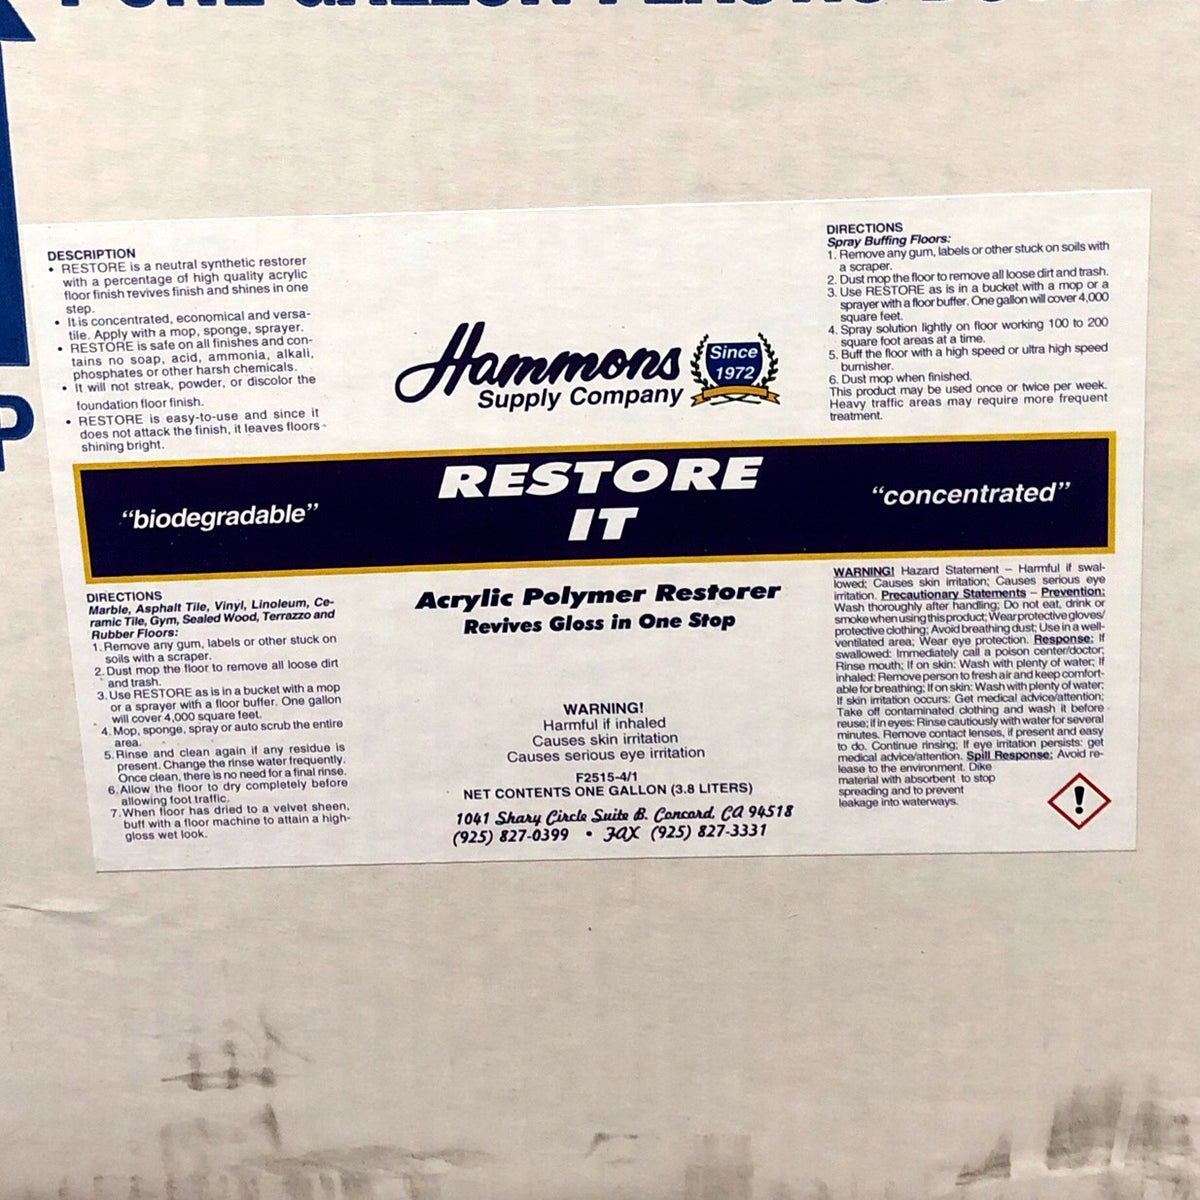 DESCRIPTION
• RESTORE is a neutral synthetic restorer
with a percentage of high quality acrylic
floor finish revives finish and shines in one
step.
• It is concentrated, economical and versa-
tile. Apply with a mop, sponge, sprayer.
• RESTORE is safe on all finishes and con-
tains no soap, acid, ammonia, alkali,
phosphates or other harsh chemicals.
• It will not streak, powder, or discolor the
foundation floor finish.
• RESTORE is easy-to-use and since it
does not attack the finish, it leaves floors
shining bright.
Hammons
Supply Company
Since
1972
DIRECTIONS
Spray Buffing Floors:
1. Remove any gum, labels or other stuck on soils with
a scraper.
2. Dust mop the floor to remove all loose dirt and trash.
3. Use RESTORE as is in a bucket with a mop or a
sprayer with a floor buffer. One gallon will cover 4,000
square feet.
4. Spray solution lightly on floor working 100 to 200
square foot areas at a time.
5. Buff the floor with a high speed or ultra high speed
burnisher.
6. Dust mop when finished.
This product may be used once or twice per week.
Heavy traffic areas may require more frequent
treatment.
"biodegradable"
RESTORE
IT
"concentrated"
DIRECTIONS
Marble, Asphalt Tile, Vinyl, Linoleum, Ce-
ramic Tile, Gym, Sealed Wood, Terrazzo and
Rubber Floors:
1. Remove any gum, labels or other stuck on
soils with a scraper.
2. Dust mop the floor to remove all loose dirt
and trash.
3. Use RESTORE as is in a bucket with a mop
or a sprayer with a floor buffer. One gallon
will cover 4,000 square feet.
4. Mop, sponge, spray or auto scrub the entire
area.
5. Rinse and clean again if any residue is
present. Change the rinse water frequently.
Once clean, there is no need for a final rinse.
6. Allow the floor to dry completely before
allowing foot traffic.
7. When floor has dried to a velvet sheen,
buff with a floor machine to attain a high-
gloss wet look.
Acrylic Polymer Restorer
Revives Gloss in One Stop
WARNING!
Harmful if inhaled
Causes skin irritation
Causes serious eye irritation
F2515-4/1
NET CONTENTS ONE GALLON (3.8 LITERS)
1041 Shary Circle Suite B. Concord, CA 94518
(925) 827-0399 • FAX (925) 827-3331
WARNING! Hazard Statement – Harmful if swal-
lowed; Causes skin irritation; Causes serious eye
irritation. Precautionary Statements – Prevention:
Wash thoroughly after handling; Do not eat, drink or
smoke when using this product; Wear protective gloves/
protective clothing; Avoid breathing dust; Use in a well-
ventilated area; Wear eye protection. Response: If
swallowed: Immediately call a poison center/doctor;
Rinse mouth; If on skin: Wash with plenty of water; If
inhaled: Remove person to fresh air and keep comfort-
able for breathing; If on skin: Wash with plenty of water;
If skin irritation occurs: Get medical advice/attention;
Take off contaminated clothing and wash it before
reuse; if in eyes: Rinse cautiously with water for several
minutes. Remove contact lenses, if present and easy
to do. Continue rinsing; If eye irritation persists: get
medical advice/attention. Spill Response: Avoid re-
lease to the environment. Dike
material with absorbent to stop
spreading and to prevent
leakage into waterways.